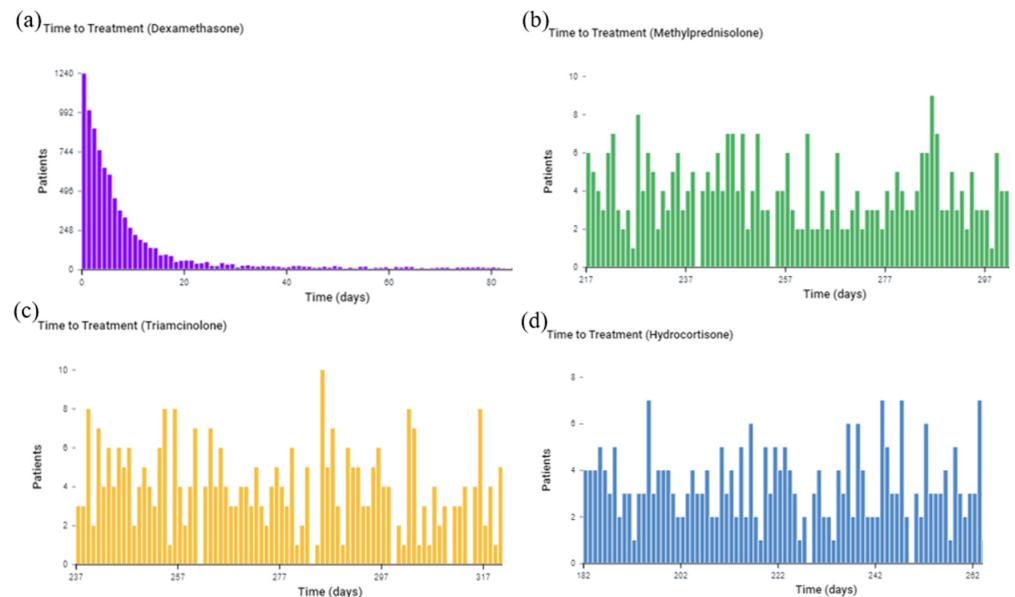 (a)
Time to Treatment (Dexamethasone)
1240
992
744
496
248
0
Patients
0 20 40 60 80
Time (days)
(b)
Time to Treatment (Methylprednisolone)
10
8
6
4
2
0
Patients
217 237 257 277 297
Time (days)
(c)
Time to Treatment (Triamcinolone)
10
8
6
4
2
0
Patients
237 257 277 297 317
Time (days)
(d)
Time to Treatment (Hydrocortisone)
8
6
4
2
0
Patients
182 202 222 242 262
Time (days)